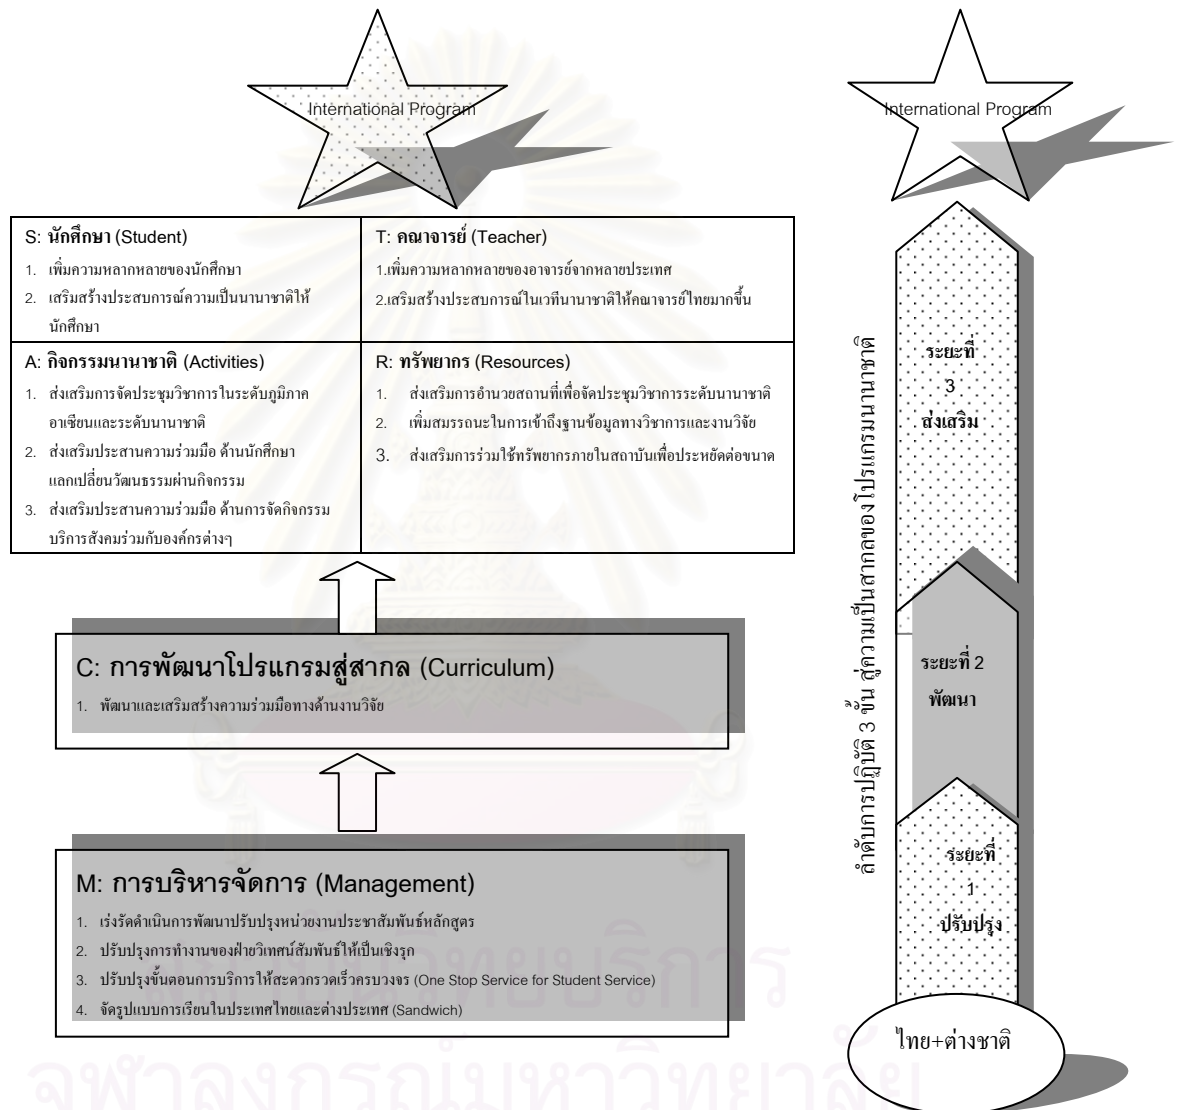 International Program
S: นักศึกษา (Student)
1. เพิ่มความหลากหลายของนักศึกษา
2. เสริมสร้างประสบการณ์ความเป็นนานาชาติให้
นักศึกษา
T: คณาจารย์ (Teacher)
1.เพิ่มความหลากหลายของอาจารย์จากหลายประเทศ
2.เสริมสร้างประสบการณ์ในเวทีนานาชาติให้คณาจารย์ไทยมากขึ้น
A: กิจกรรมนานาชาติ (Activities)
1. ส่งเสริมการจัดประชุมวิชาการในระดับภูมิภาค
อาเซียนและระดับนานาชาติ
2. ส่งเสริมประสานความร่วมมือ ด้านนักศึกษา
แลกเปลี่ยนวัฒนธรรมผ่านกิจกรรม
3. ส่งเสริมประสานความร่วมมือ ด้านการจัดกิจกรรม
บริการสังคมร่วมกับองค์กรต่างๆ
R: ทรัพยากร (Resources)
1. ส่งเสริมการอำนวยสถานที่เพื่อจัดประชุมวิชาการระดับนานาชาติ
2. เพิ่มสมรรถนะในการเข้าถึงฐานข้อมูลทางวิชาการและงานวิจัย
3. ส่งเสริมการร่วมใช้ทรัพยากรภายในสถาบันเพื่อประหยัดต่อขนาด
C: การพัฒนาโปรแกรมสู่สากล (Curriculum)
1. พัฒนาและเสริมสร้างความร่วมมือทางด้านงานวิจัย
M: การบริหารจัดการ (Management)
1. เร่งรัดดำเนินการพัฒนาปรับปรุงหน่วยงานประชาสัมพันธ์หลักสูตร
2. ปรับปรุงการทำงานของฝ่ายวิเทศน์สัมพันธ์ให้เป็นเชิงรุก
3. ปรับปรุงขั้นตอนการบริการให้สะดวกรวดเร็วครบวงจร (One Stop Service for Student Service)
4. จัดรูปแบบการเรียนในประเทศไทยและต่างประเทศ (Sandwich)
International Program
ลำดับการปฏิบัติ 3 ขั้น สู่ความเป็นสากลของโปรแกรมนานาชาติ
ระยะที่
3
ส่งเสริม
ระยะที่ 2
พัฒนา
ระยะที่
1
ปรับปรุง
ไทย+ต่างชาติ
สถาบันวิทยบริการ
จุฬาลงกรณ์มหาวิทยาลัย